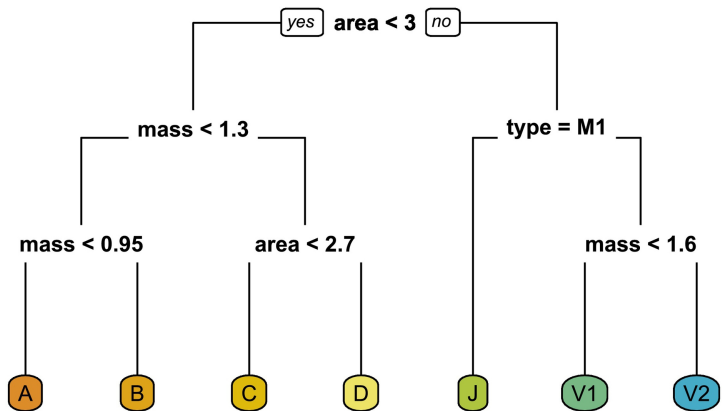 yes area < 3 no
mass < 1.3 type = M1
mass < 0.95 area < 2.7 mass < 1.6
A B C D J V1 V2